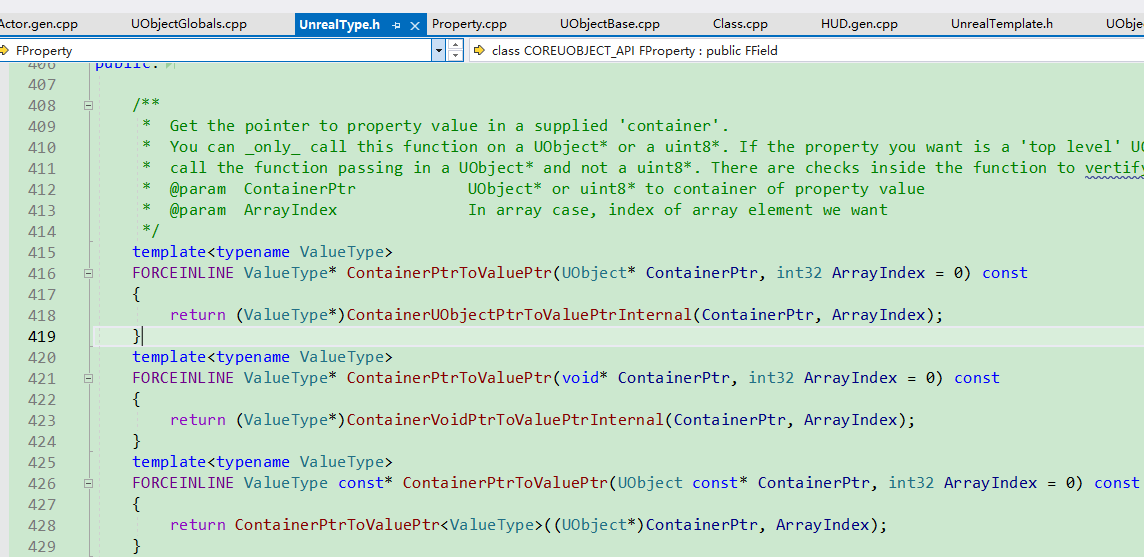 Actor.gen.cpp UObjectGlobals.cpp UnrealType.h Property.cpp UObjectBase.cpp Class.cpp HUD.gen.cpp UnrealTemplate.h UObje
FProperty class COREUOBJECT_API FProperty : public FField
406 public:
407
408 /**
409 * Get the pointer to property value in a supplied 'container'.
410 * You can _only_ call this function on a UObject* or a uint8*. If the property you want is a 'top level' UO
411 * call the function passing in a UObject* and not a uint8*. There are checks inside the function to vertify
412 * @param ContainerPtr UObject* or uint8* to container of property value
413 * @param ArrayIndex In array case, index of array element we want
414 */
415 template<typename ValueType>
416 FORCEINLINE ValueType* ContainerPtrToValuePtr(UObject* ContainerPtr, int32 ArrayIndex = 0) const
417 {
418 return (ValueType*)ContainerUObjectPtrToValuePtrInternal(ContainerPtr, ArrayIndex);
419 }
420 template<typename ValueType>
421 FORCEINLINE ValueType* ContainerPtrToValuePtr(void* ContainerPtr, int32 ArrayIndex = 0) const
422 {
423 return (ValueType*)ContainerVoidPtrToValuePtrInternal(ContainerPtr, ArrayIndex);
424 }
425 template<typename ValueType>
426 FORCEINLINE ValueType const* ContainerPtrToValuePtr(UObject const* ContainerPtr, int32 ArrayIndex = 0) const
427 {
428 return ContainerPtrToValuePtr<ValueType>((UObject*)ContainerPtr, ArrayIndex);
429 }